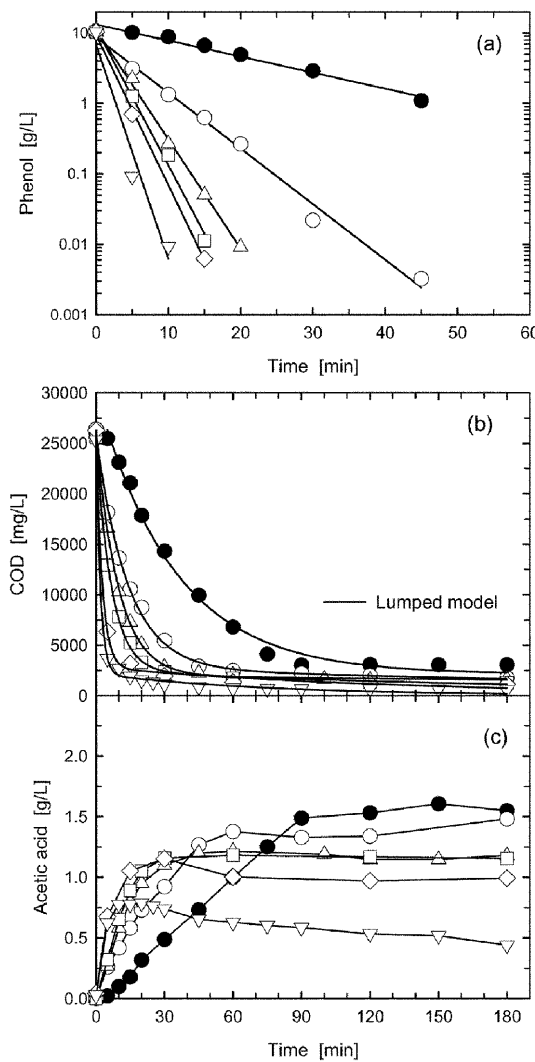 (a)
10
1
0.1
0.01
0.001
Phenol [g/L]
0 10 20 30 40 50 60
Time [min]
(b)
30000
25000
20000
15000
10000
5000
0
COD [mg/L]
Lumped model
(c)
2.0
1.5
1.0
0.5
0.0
Acetic acid [g/L]
0 30 60 90 120 150 180
Time [min]